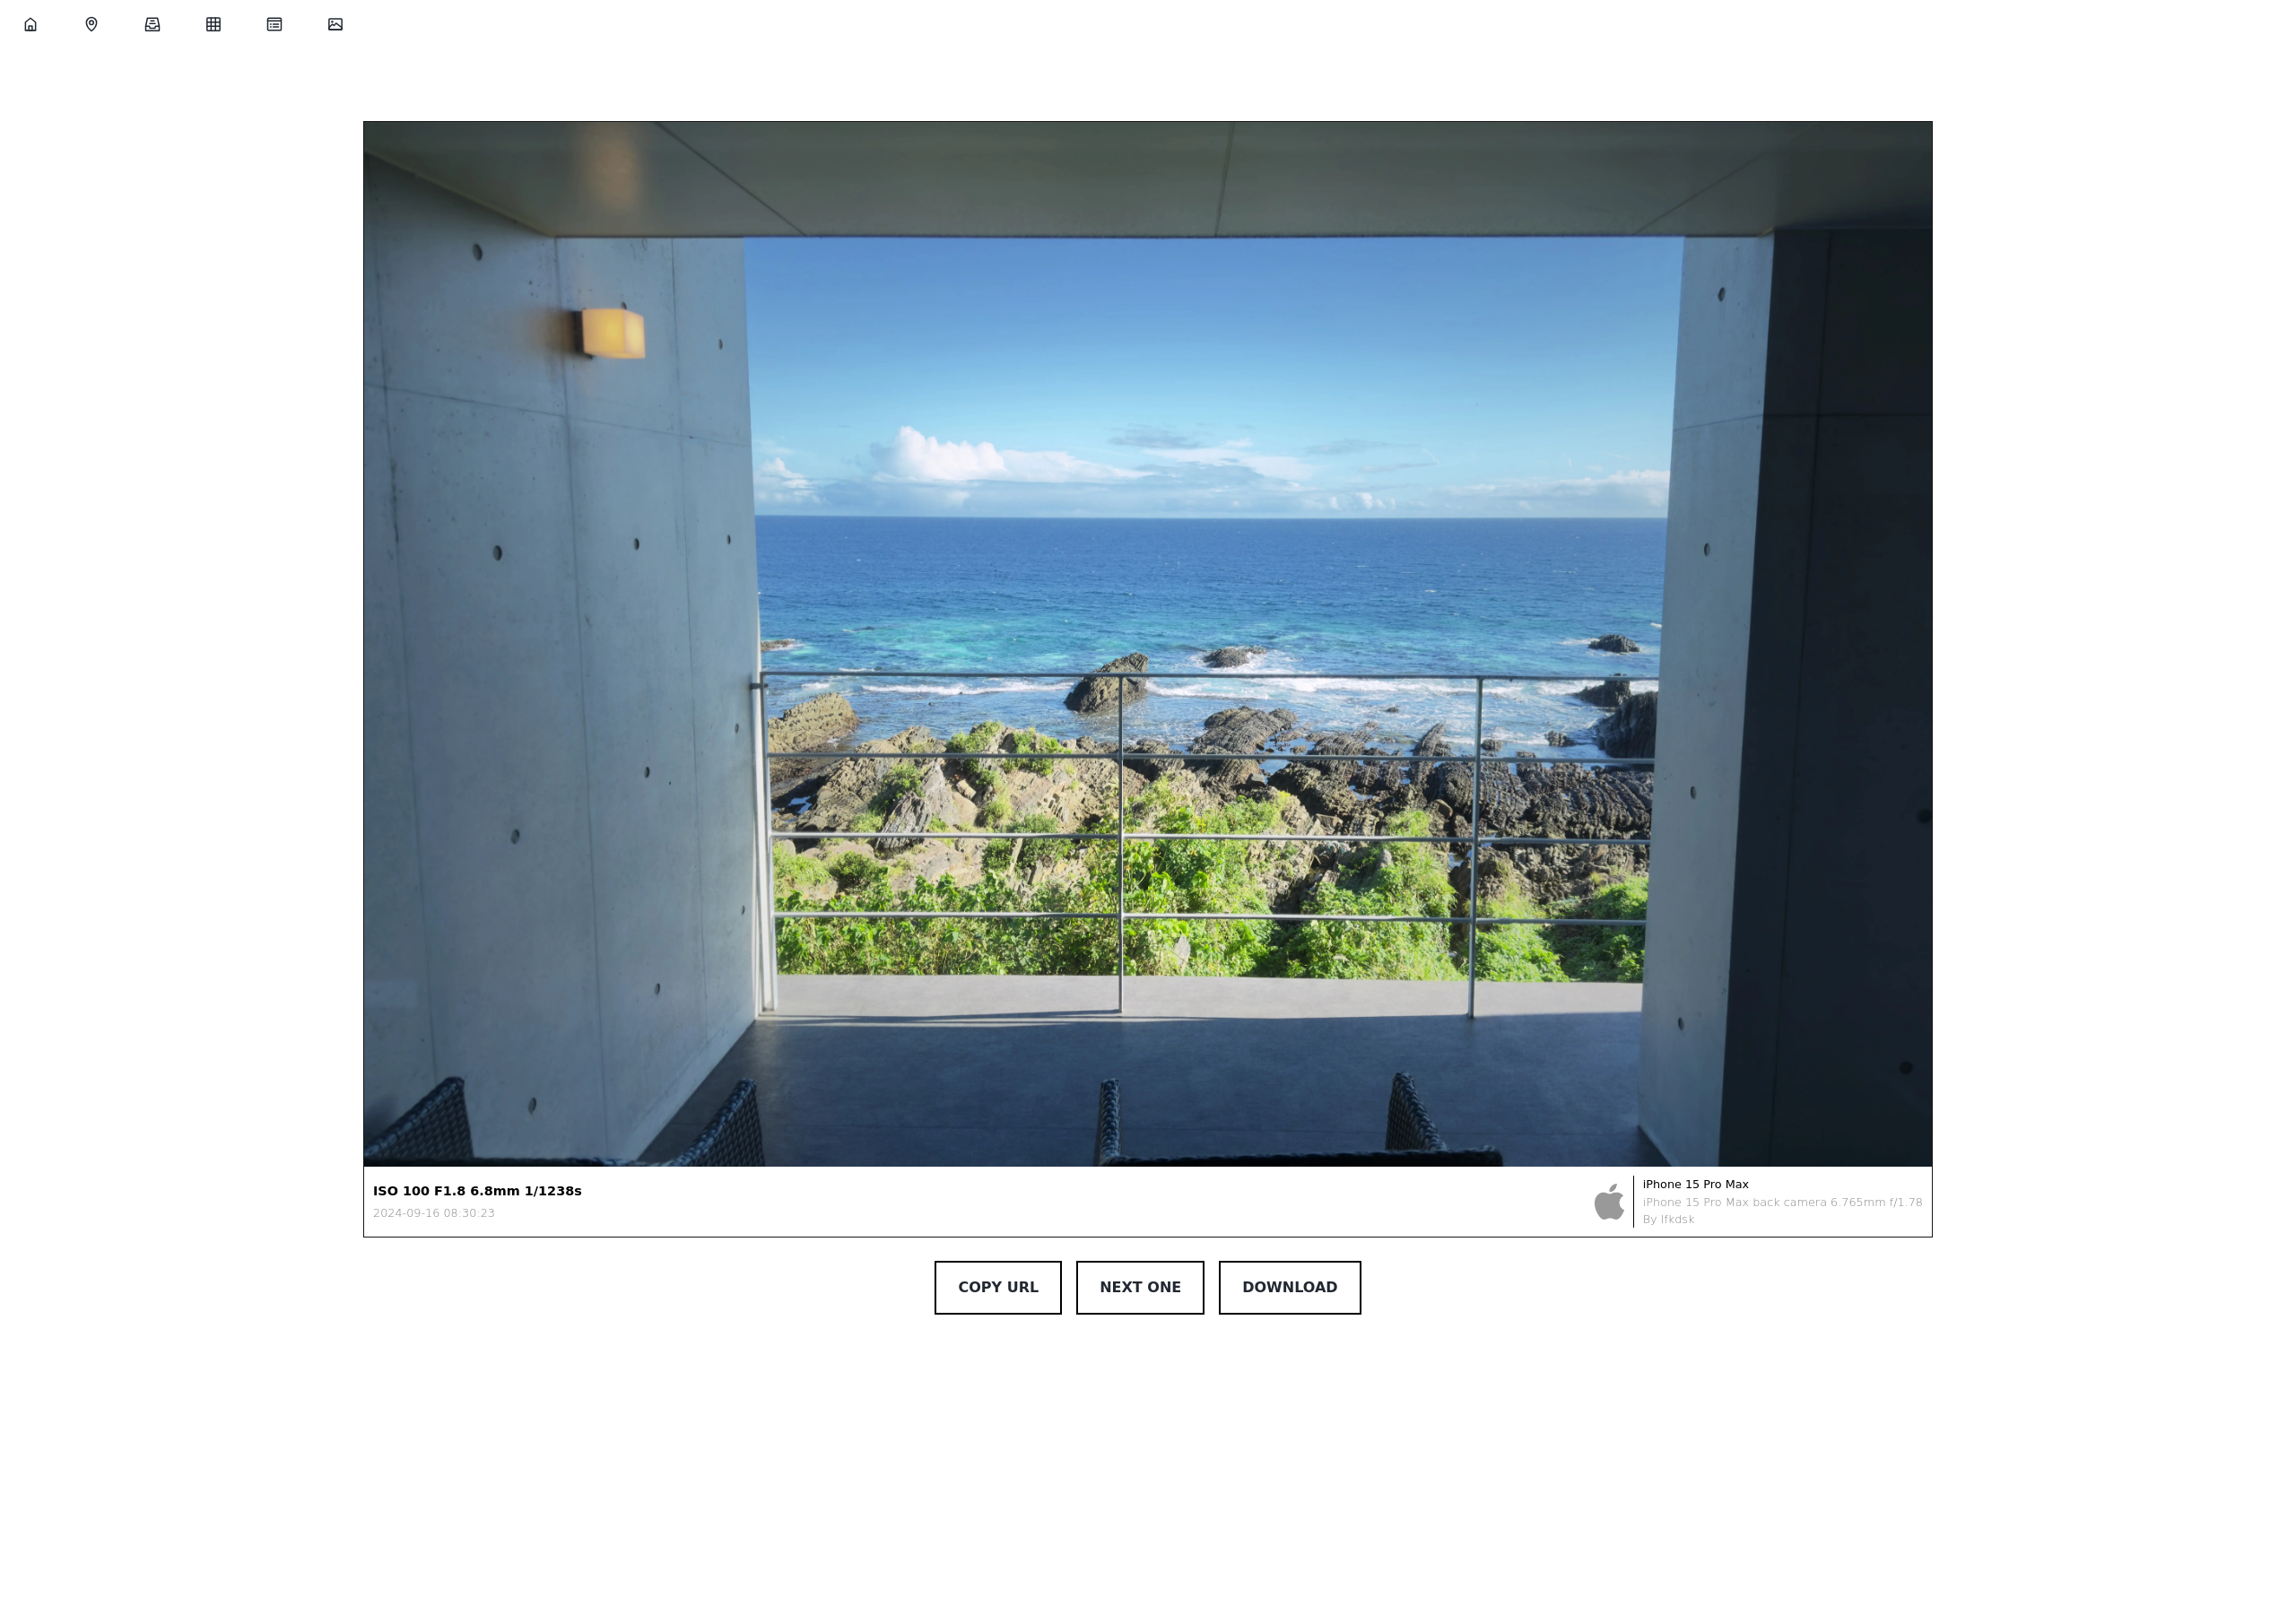 ISO 100 F1.8 6.8mm 1/1238s
2024-09-16 08:30:23
iPhone 15 Pro Max
iPhone 15 Pro Max back camera 6.765mm f/1.78
By lfkdsk
COPY URL
NEXT ONE
DOWNLOAD